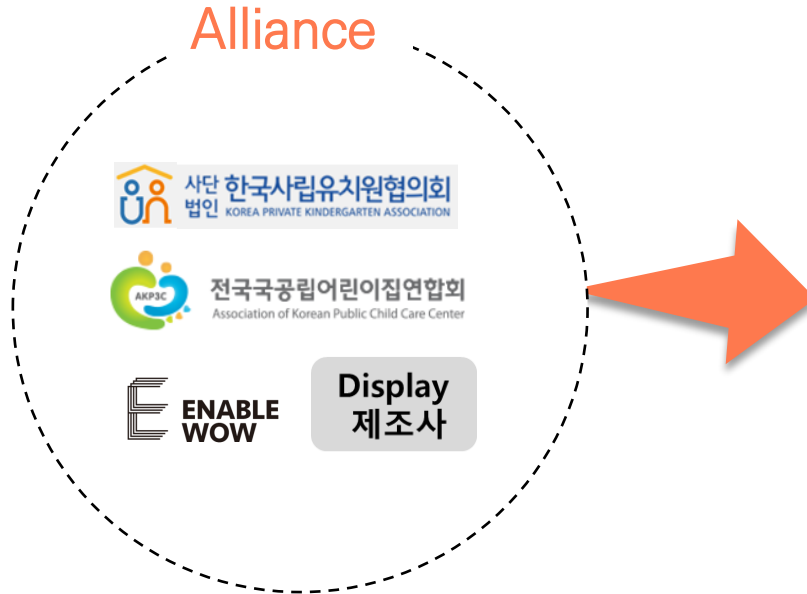 Alliance
사단 한국사립유치원협의회
법인 KOREA PRIVATE KINDERGARTEN ASSOCIATION
AKP3C 전국국공립어린이집연합회
Association of Korean Public Child Care Center
ENABLE
WOW
Display
제조사